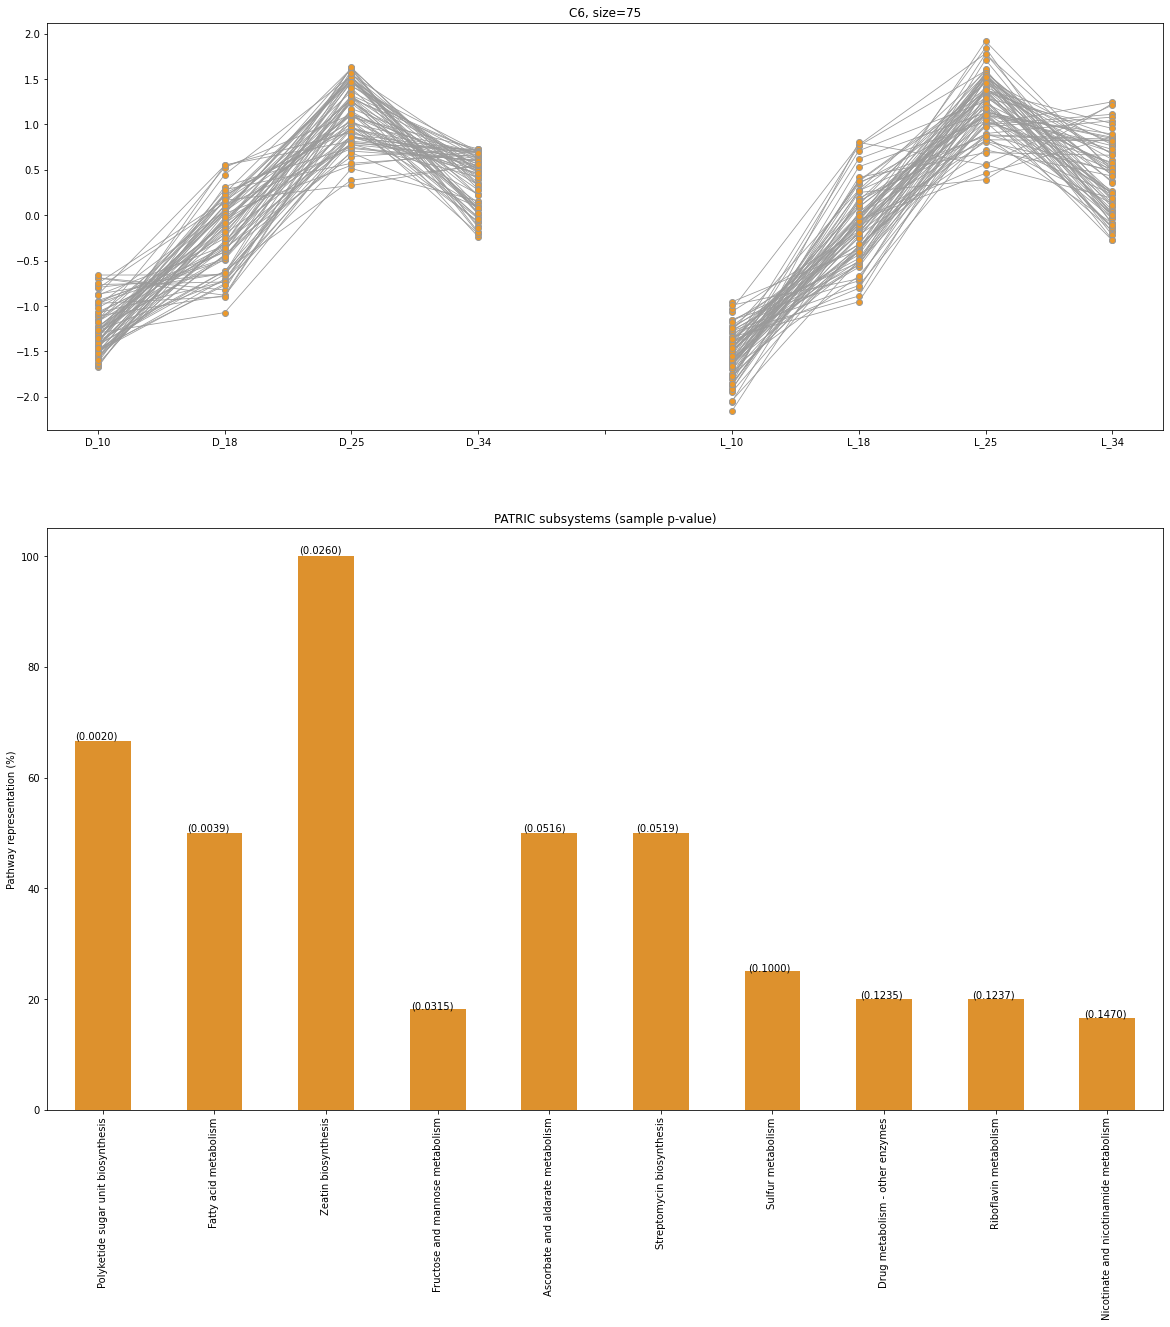 C6, size=75
2.0
1.5
1.0
0.5
0.0
−0.5
−1.0
−1.5
−2.0
D_10 D_18 D_25 D_34 L_10 L_18 L_25 L_34
PATRIC subsystems (sample p-value)
Pathway representation (%)
100
80
60
40
20
0
(0.0020)
(0.0039)
(0.0260)
(0.0315)
(0.0516)
(0.0519)
(0.1000)
(0.1235)
(0.1237)
(0.1470)
Polyketide sugar unit biosynthesis
Fatty acid metabolism
Zeatin biosynthesis
Fructose and mannose metabolism
Ascorbate and aldarate metabolism
Streptomycin biosynthesis
Sulfur metabolism
Drug metabolism - other enzymes
Riboflavin metabolism
Nicotinate and nicotinamide metabolism